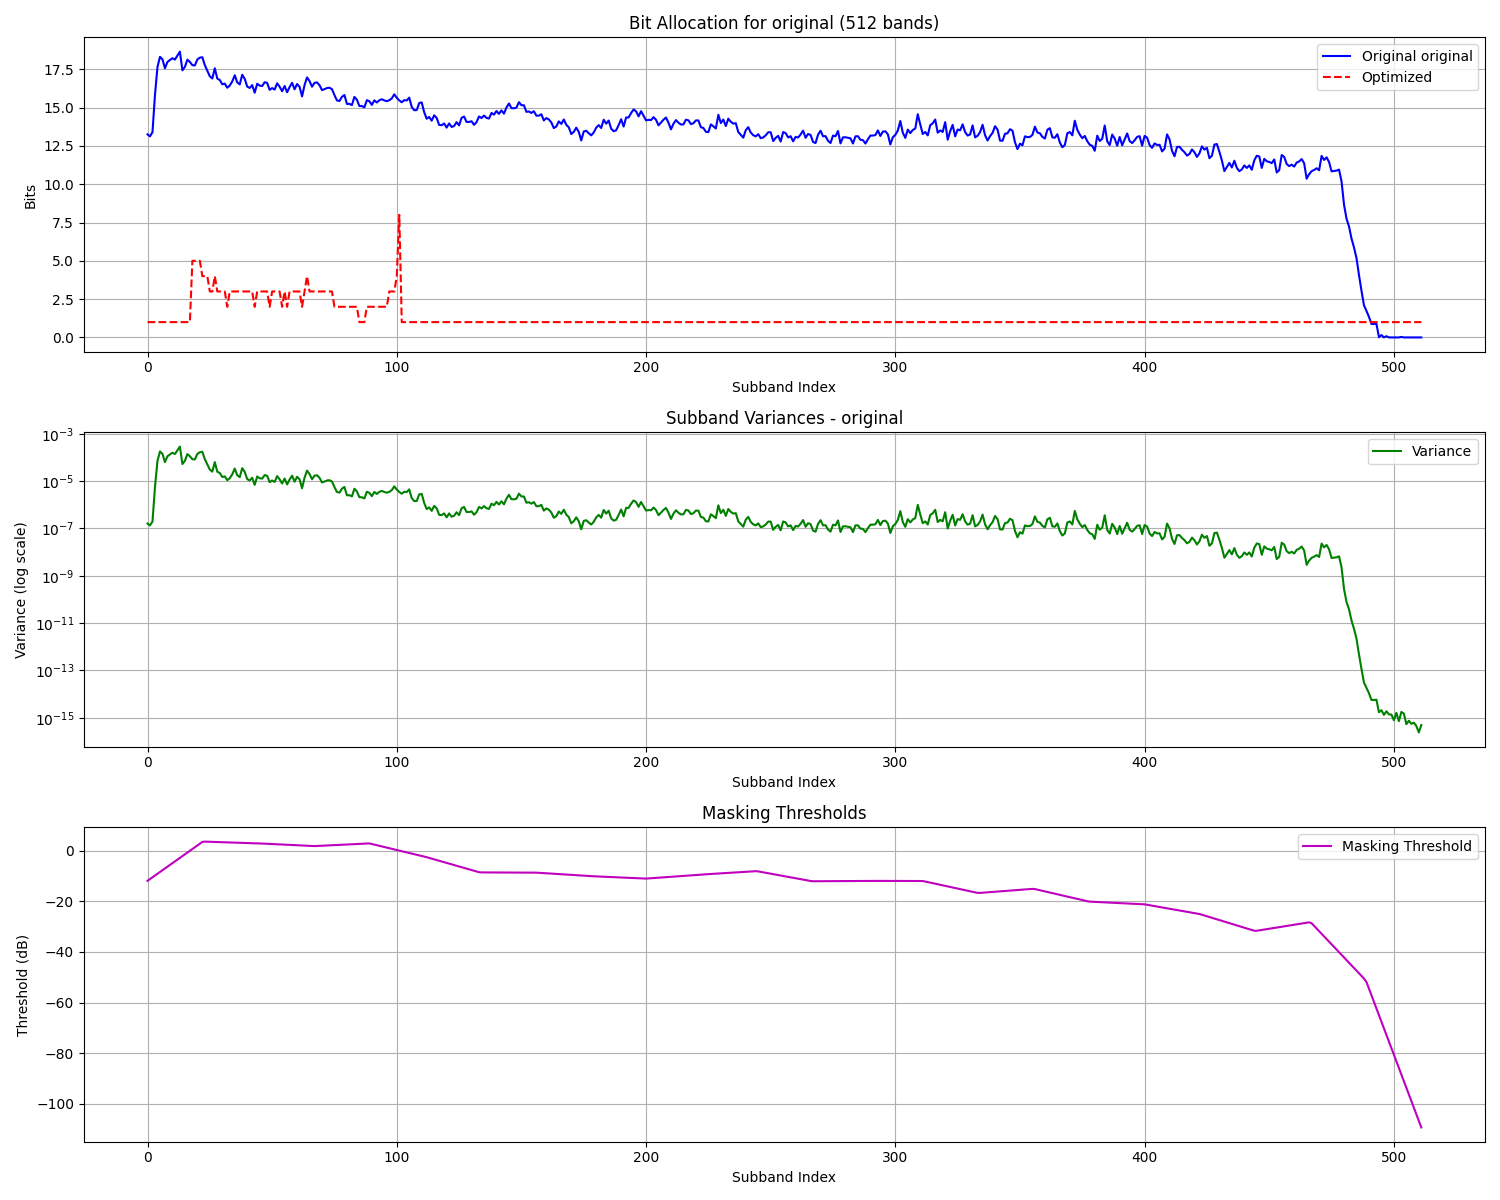 Bit Allocation for original (512 bands)
17.5
15.0
12.5
10.0
7.5
5.0
2.5
0.0
Bits
Original original
Optimized
0 100 200 300 400 500
Subband Index
Subband Variances - original
10⁻³
10⁻⁵
10⁻⁷
10⁻⁹
10⁻¹¹
10⁻¹³
10⁻¹⁵
Variance (log scale)
Variance
0 100 200 300 400 500
Subband Index
Masking Thresholds
0
−20
−40
−60
−80
−100
Threshold (dB)
Masking Threshold
0 100 200 300 400 500
Subband Index